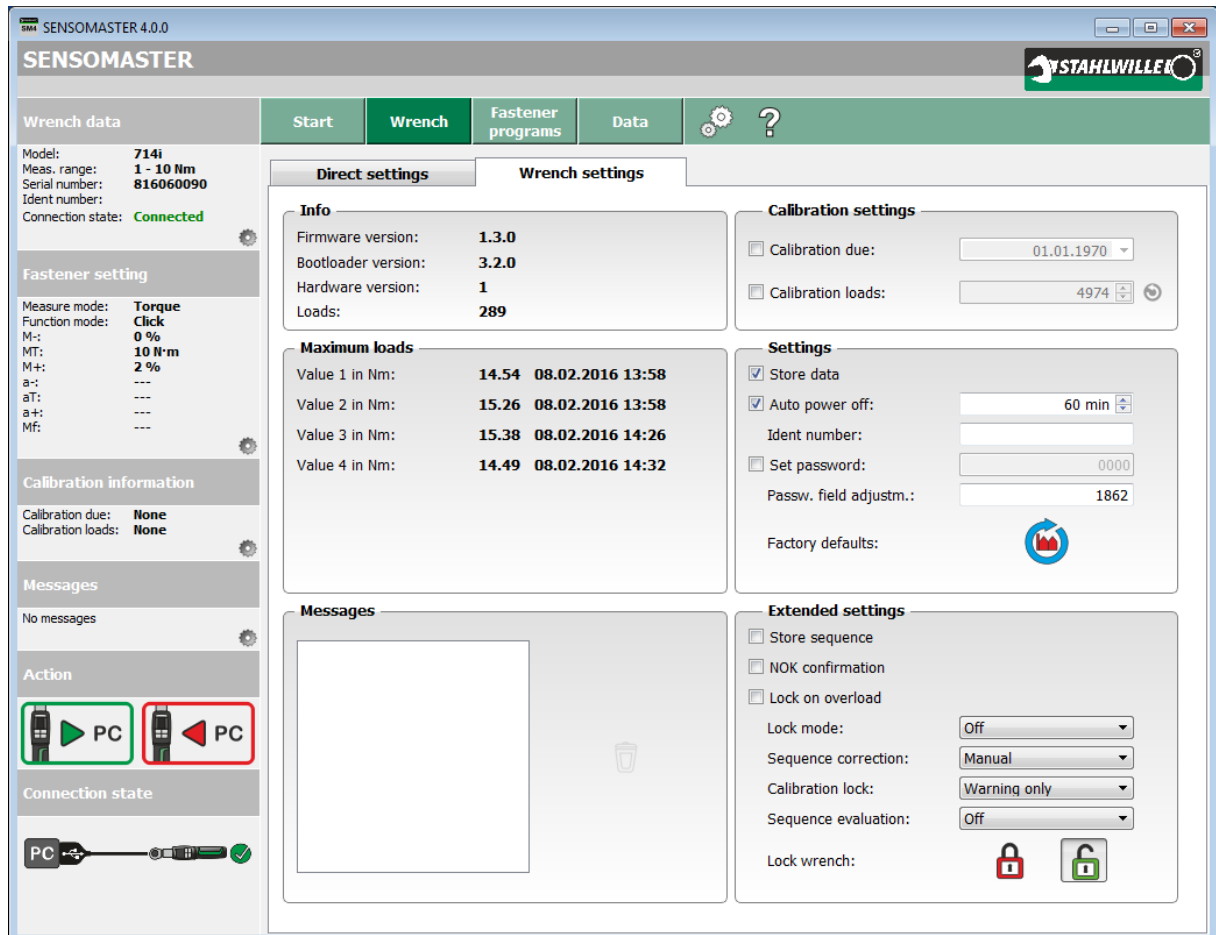 SM4 SENSOMASTER 4.0.0
SENSOMASTER
STAHLWILLE
Wrench data
Model: 714i
Meas. range: 1 - 10 Nm
Serial number: 816060090
Ident number:
Connection state: Connected
Fastener setting
Measure mode: Torque
Function mode: Click
M-: 0 %
MT: 10 N·m
M+: 2 %
a-: ---
aT: ---
a+: ---
Mf: ---
Calibration information
Calibration due: None
Calibration loads: None
Messages
No messages
Action
PC PC
Connection state
PC
Start Wrench Fastener programs Data ?
Direct settings Wrench settings
Info
Firmware version: 1.3.0
Bootloader version: 3.2.0
Hardware version: 1
Loads: 289
Maximum loads
Value 1 in Nm: 14.54 08.02.2016 13:58
Value 2 in Nm: 15.26 08.02.2016 13:58
Value 3 in Nm: 15.38 08.02.2016 14:26
Value 4 in Nm: 14.49 08.02.2016 14:32
Messages
Calibration settings
Calibration due: 01.01.1970
Calibration loads: 4974
Settings
Store data
Auto power off: 60 min
Ident number:
Set password: 0000
Passw. field adjustm.: 1862
Factory defaults:
Extended settings
Store sequence
NOK confirmation
Lock on overload
Lock mode: Off
Sequence correction: Manual
Calibration lock: Warning only
Sequence evaluation: Off
Lock wrench: